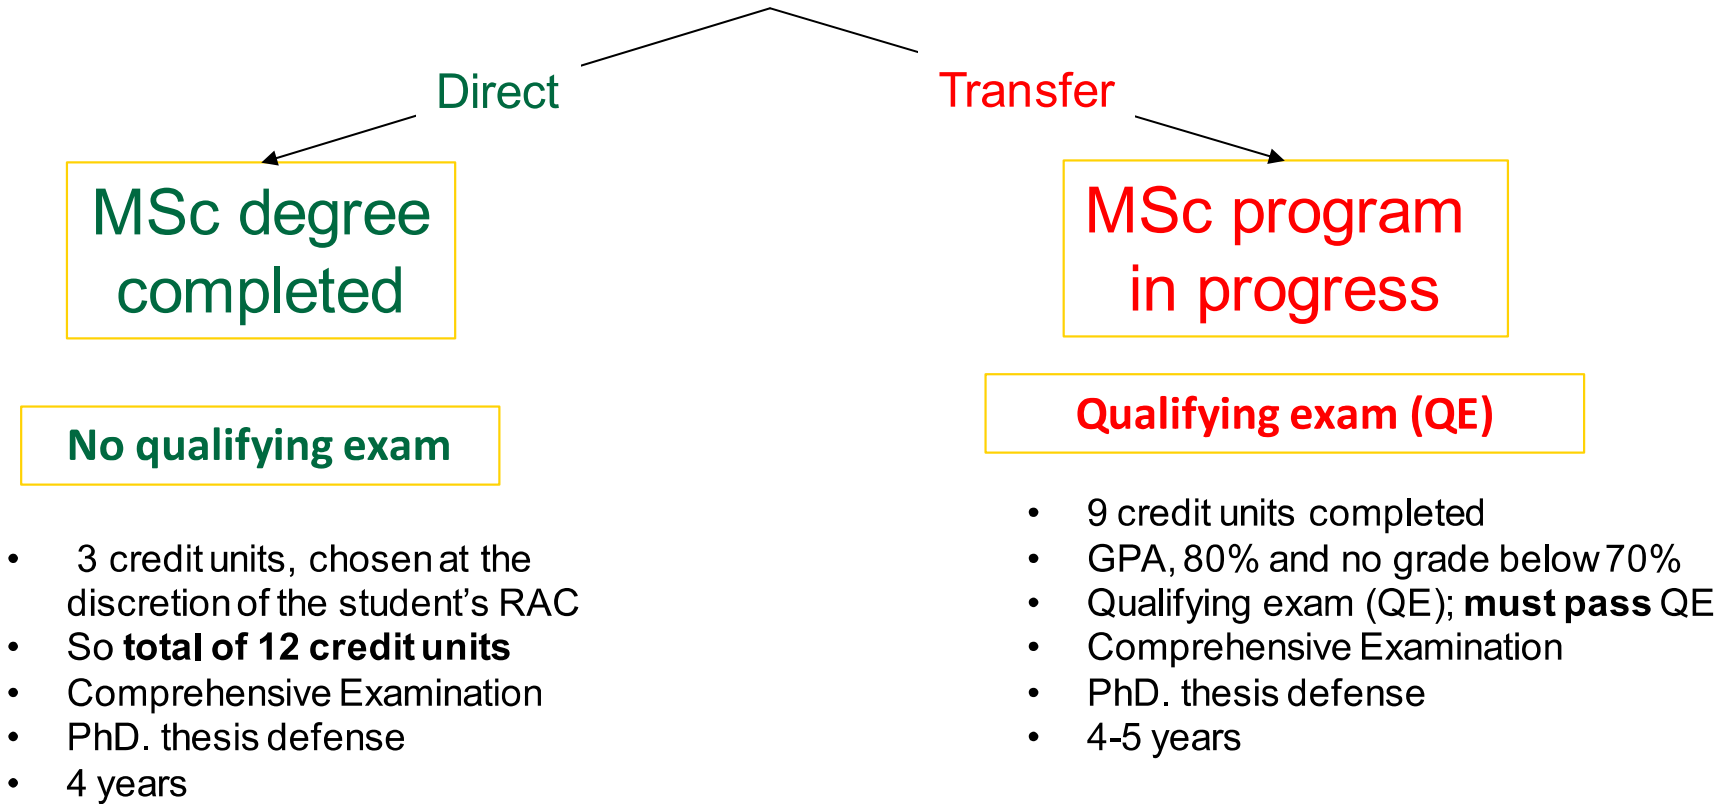 Direct
MSc degree
completed
No qualifying exam
• 3 credit units, chosen at the
discretion of the student’s RAC
• So total of 12 credit units
• Comprehensive Examination
• PhD. thesis defense
• 4 years
Transfer
MSc program
in progress
Qualifying exam (QE)
• 9 credit units completed
• GPA, 80% and no grade below 70%
• Qualifying exam (QE); must pass QE
• Comprehensive Examination
• PhD. thesis defense
• 4-5 years